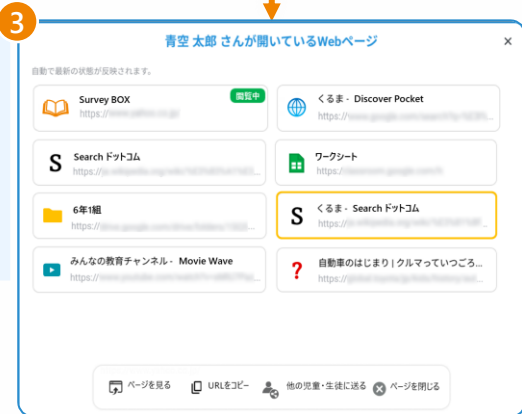 3
青空 太郎 さんが開いているWebページ
×
自動で最新の状態が反映されます。
Survey BOX
閲覧中
https://
くるま - Discover Pocket
https://
S
Search ドットコム
https://
ワークシート
https://
6年1組
https://
S
くるま - Search ドットコム
https://
みんなの教育チャンネル - Movie Wave
https://
?
自動車のはじまり | クルマっていつごろ...
https://
ページを見る
URLをコピー
他の児童・生徒に送る
ページを閉じる